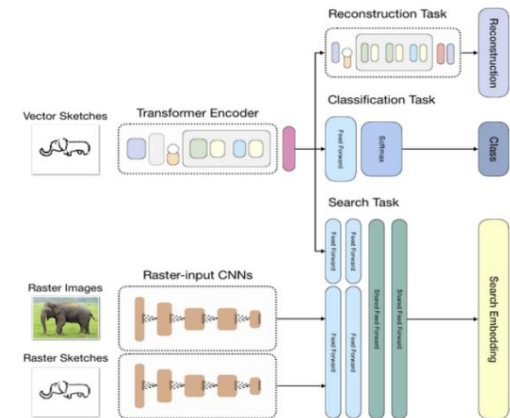 Reconstruction Task
Reconstruction
Vector Sketches
Transformer Encoder
Classification Task
Feed Forward
Softmax
Class
Search Task
Feed Forward
Feed Forward
Raster Images
Raster-input CNNs
Feed Forward
Feed Forward
Shared Feed Forward
Shared Feed Forward
Search Embedding
Raster Sketches